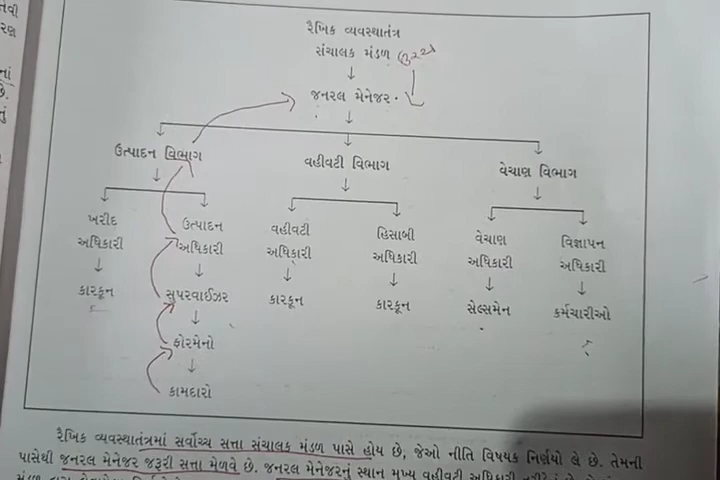 રૈખિક વ્યવસ્થાતંત્ર
સંચાલક મંડળ
જનરલ મેનેજર
ઉત્પાદન વિભાગ વહીવટી વિભાગ વેચાણ વિભાગ
ખરીદ ઉત્પાદન વહીવટી હિસાબી વેચાણ વિજ્ઞાપન
અધિકારી અધિકારી અધિકારી અધિકારી અધિકારી અધિકારી
કારકૂન સુપરવાઈઝર કારકૂન કારકૂન સેલ્સમેન કર્મચારીઓ
ફોરમેનો
કામદારો
રૈખિક વ્યવસ્થાતંત્રમાં સર્વોચ્ચ સત્તા સંચાલક મંડળ પાસે હોય છે, જેઓ નીતિ વિષયક નિર્ણયો લે છે. તેમની
પાસેથી જનરલ મેનેજર જરૂરી સત્તા મેળવે છે. જનરલ મેનેજરનું સ્થાન મુખ્ય વહીવટી અધિકારી